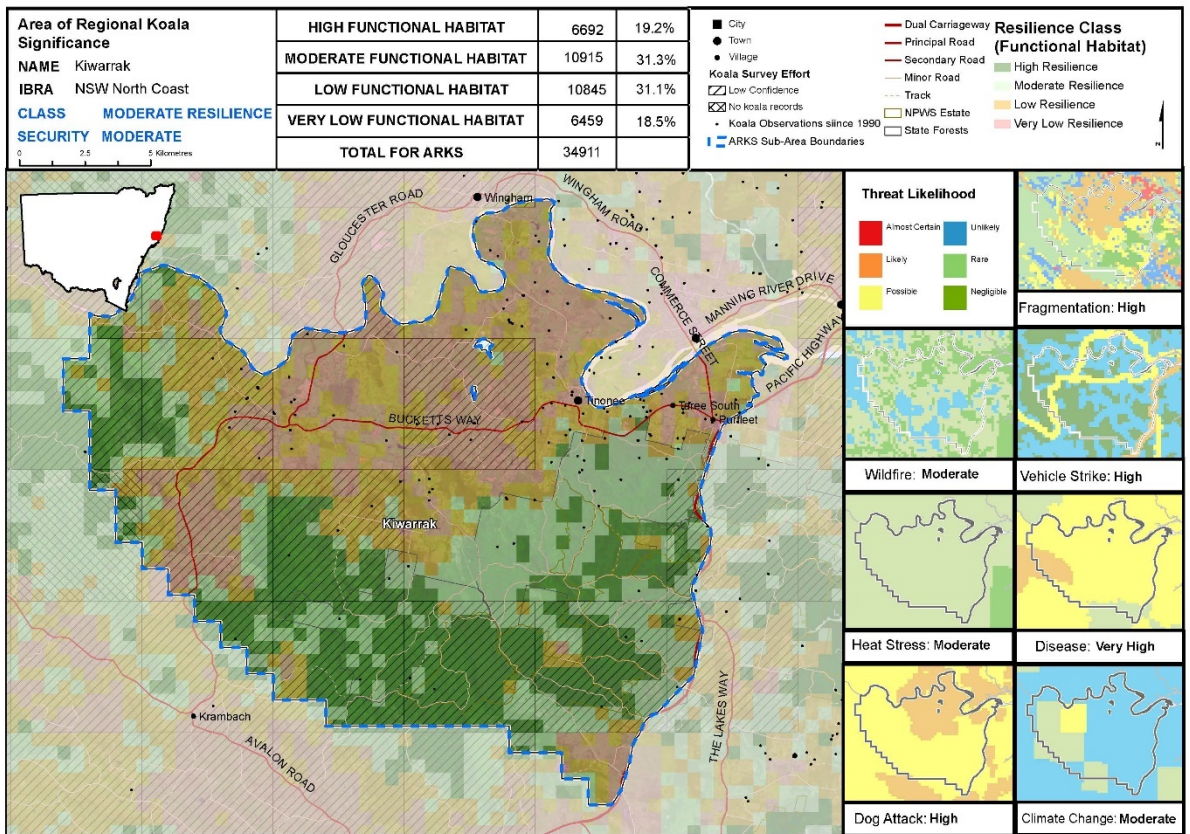 Area of Regional Koala
Significance
NAME Kiwarrak
IBRA NSW North Coast
CLASS MODERATE RESILIENCE
SECURITY MODERATE
0 2.5 5 Kilometres
HIGH FUNCTIONAL HABITAT 6692 19.2%
MODERATE FUNCTIONAL HABITAT 10915 31.3%
LOW FUNCTIONAL HABITAT 10845 31.1%
VERY LOW FUNCTIONAL HABITAT 6459 18.5%
TOTAL FOR ARKS 34911
City
Town
Village
Koala Survey Effort
Low Confidence
No koala records
Koala Observations siince 1990
ARKS Sub-Area Boundaries
Dual Carriageway
Principal Road
Secondary Road
Minor Road
Track
NPWS Estate
State Forests
Resilience Class
(Functional Habitat)
High Resilience
Moderate Resilience
Low Resilience
Very Low Resilience
N
GLOUCESTER ROAD
Wingham
WINGHAM ROAD
COMMERCE STREET
MANNING RIVER DRIVE
PACIFIC HIGHWAY
Tinonee
Taree South
Purfleet
BUCKETTS WAY
Kiwarrak
Krambach
AVALON ROAD
THE LAKES WAY
Threat Likelihood
Almost Certain
Unlikely
Likely
Rare
Possible
Negligible
Fragmentation: High
Wildfire: Moderate
Vehicle Strike: High
Heat Stress: Moderate
Disease: Very High
Dog Attack: High
Climate Change: Moderate